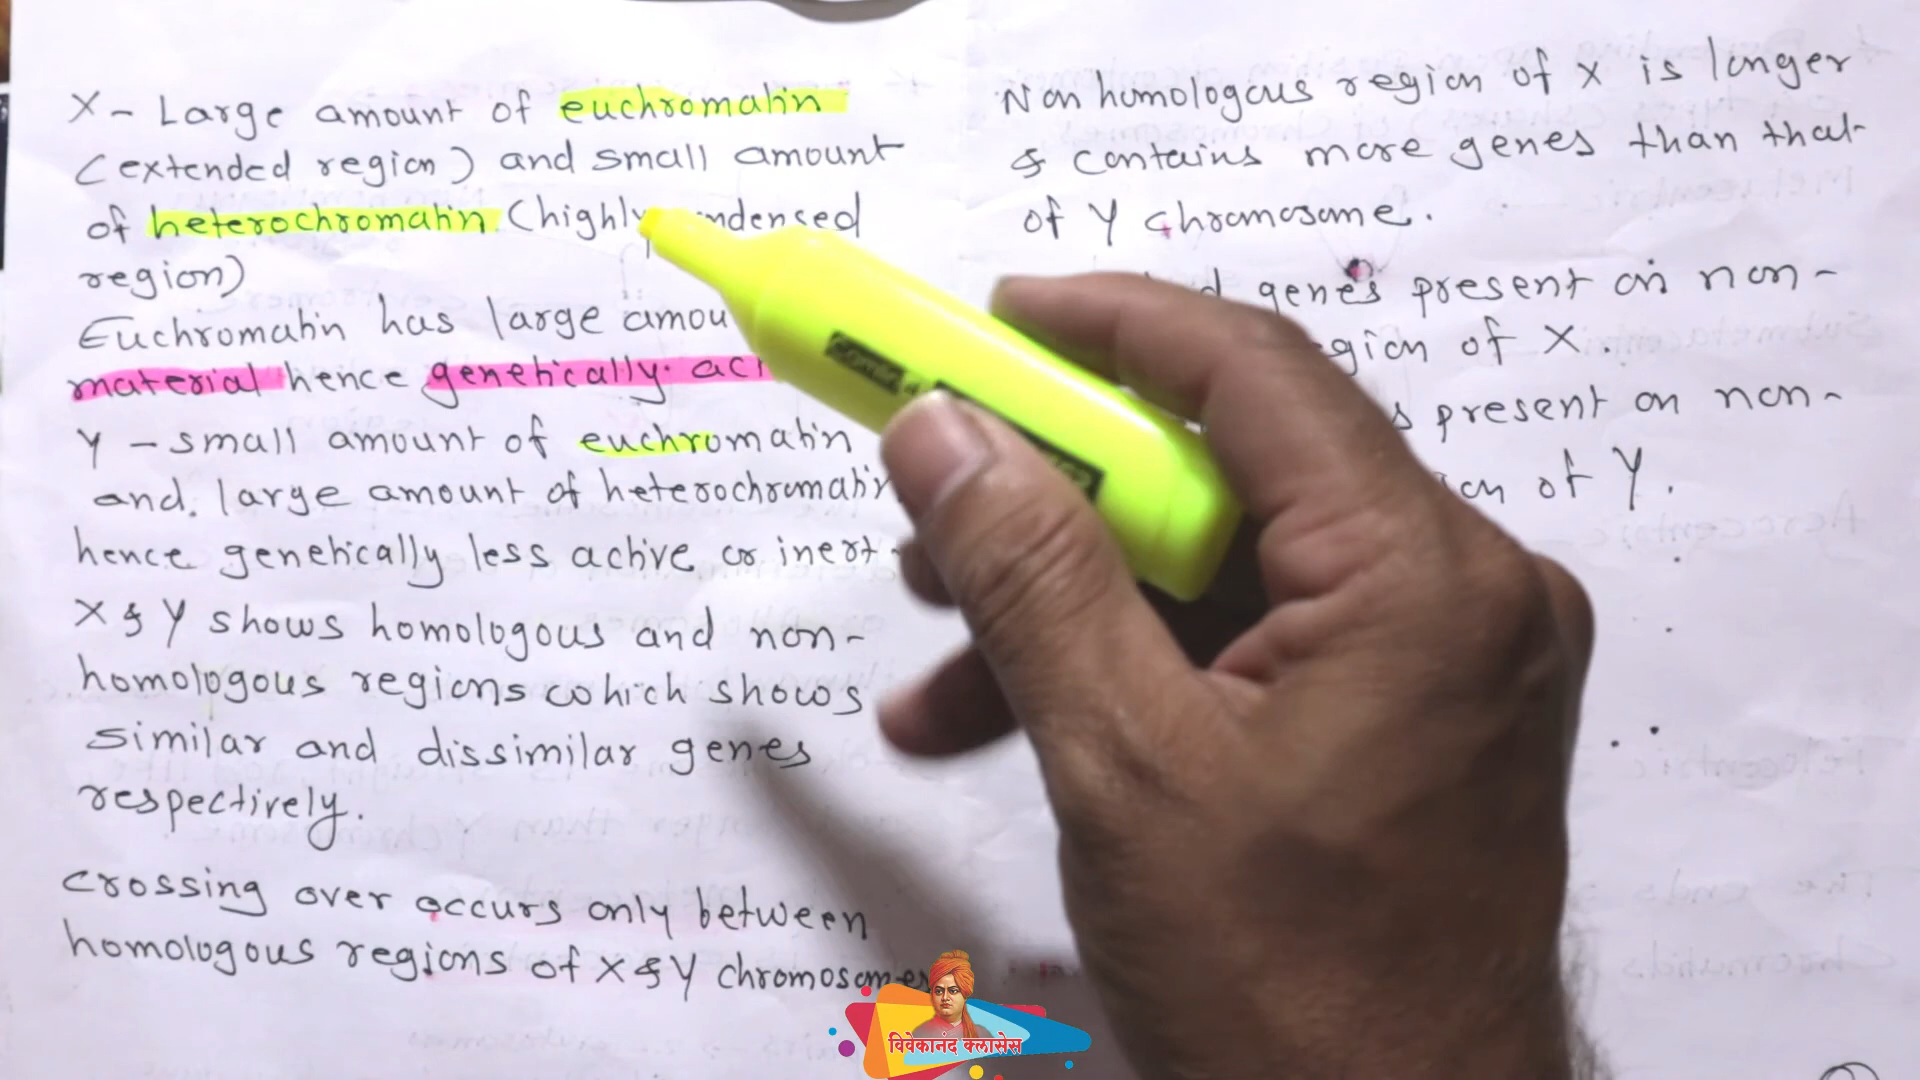 X - Large amount of euchromatin
(extended region) and small amount
of heterochromatin (highly condensed
region)
Euchromatin has large amou
material hence genetically act
Y - small amount of euchromatin
and large amount of heterochromatin
hence genetically less active or inert.
X & Y shows homologous and non-
homologous regions which shows
similar and dissimilar genes
respectively.
crossing over occurs only between
homologous regions of X & Y chromosomes
Non homologous region of X is longer
& contains more genes than that
of Y chromosome.
genes present on non-
region of X.
present on non-
of Y.
विवेकानंद क्लासेस